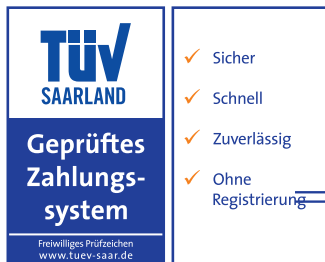 TÜV
SAARLAND
Geprüftes
Zahlungs-
system
Freiwilliges Prüfzeichen
www.tuev-saar.de
Sicher
Schnell
Zuverlässig
Ohne
Registrierung